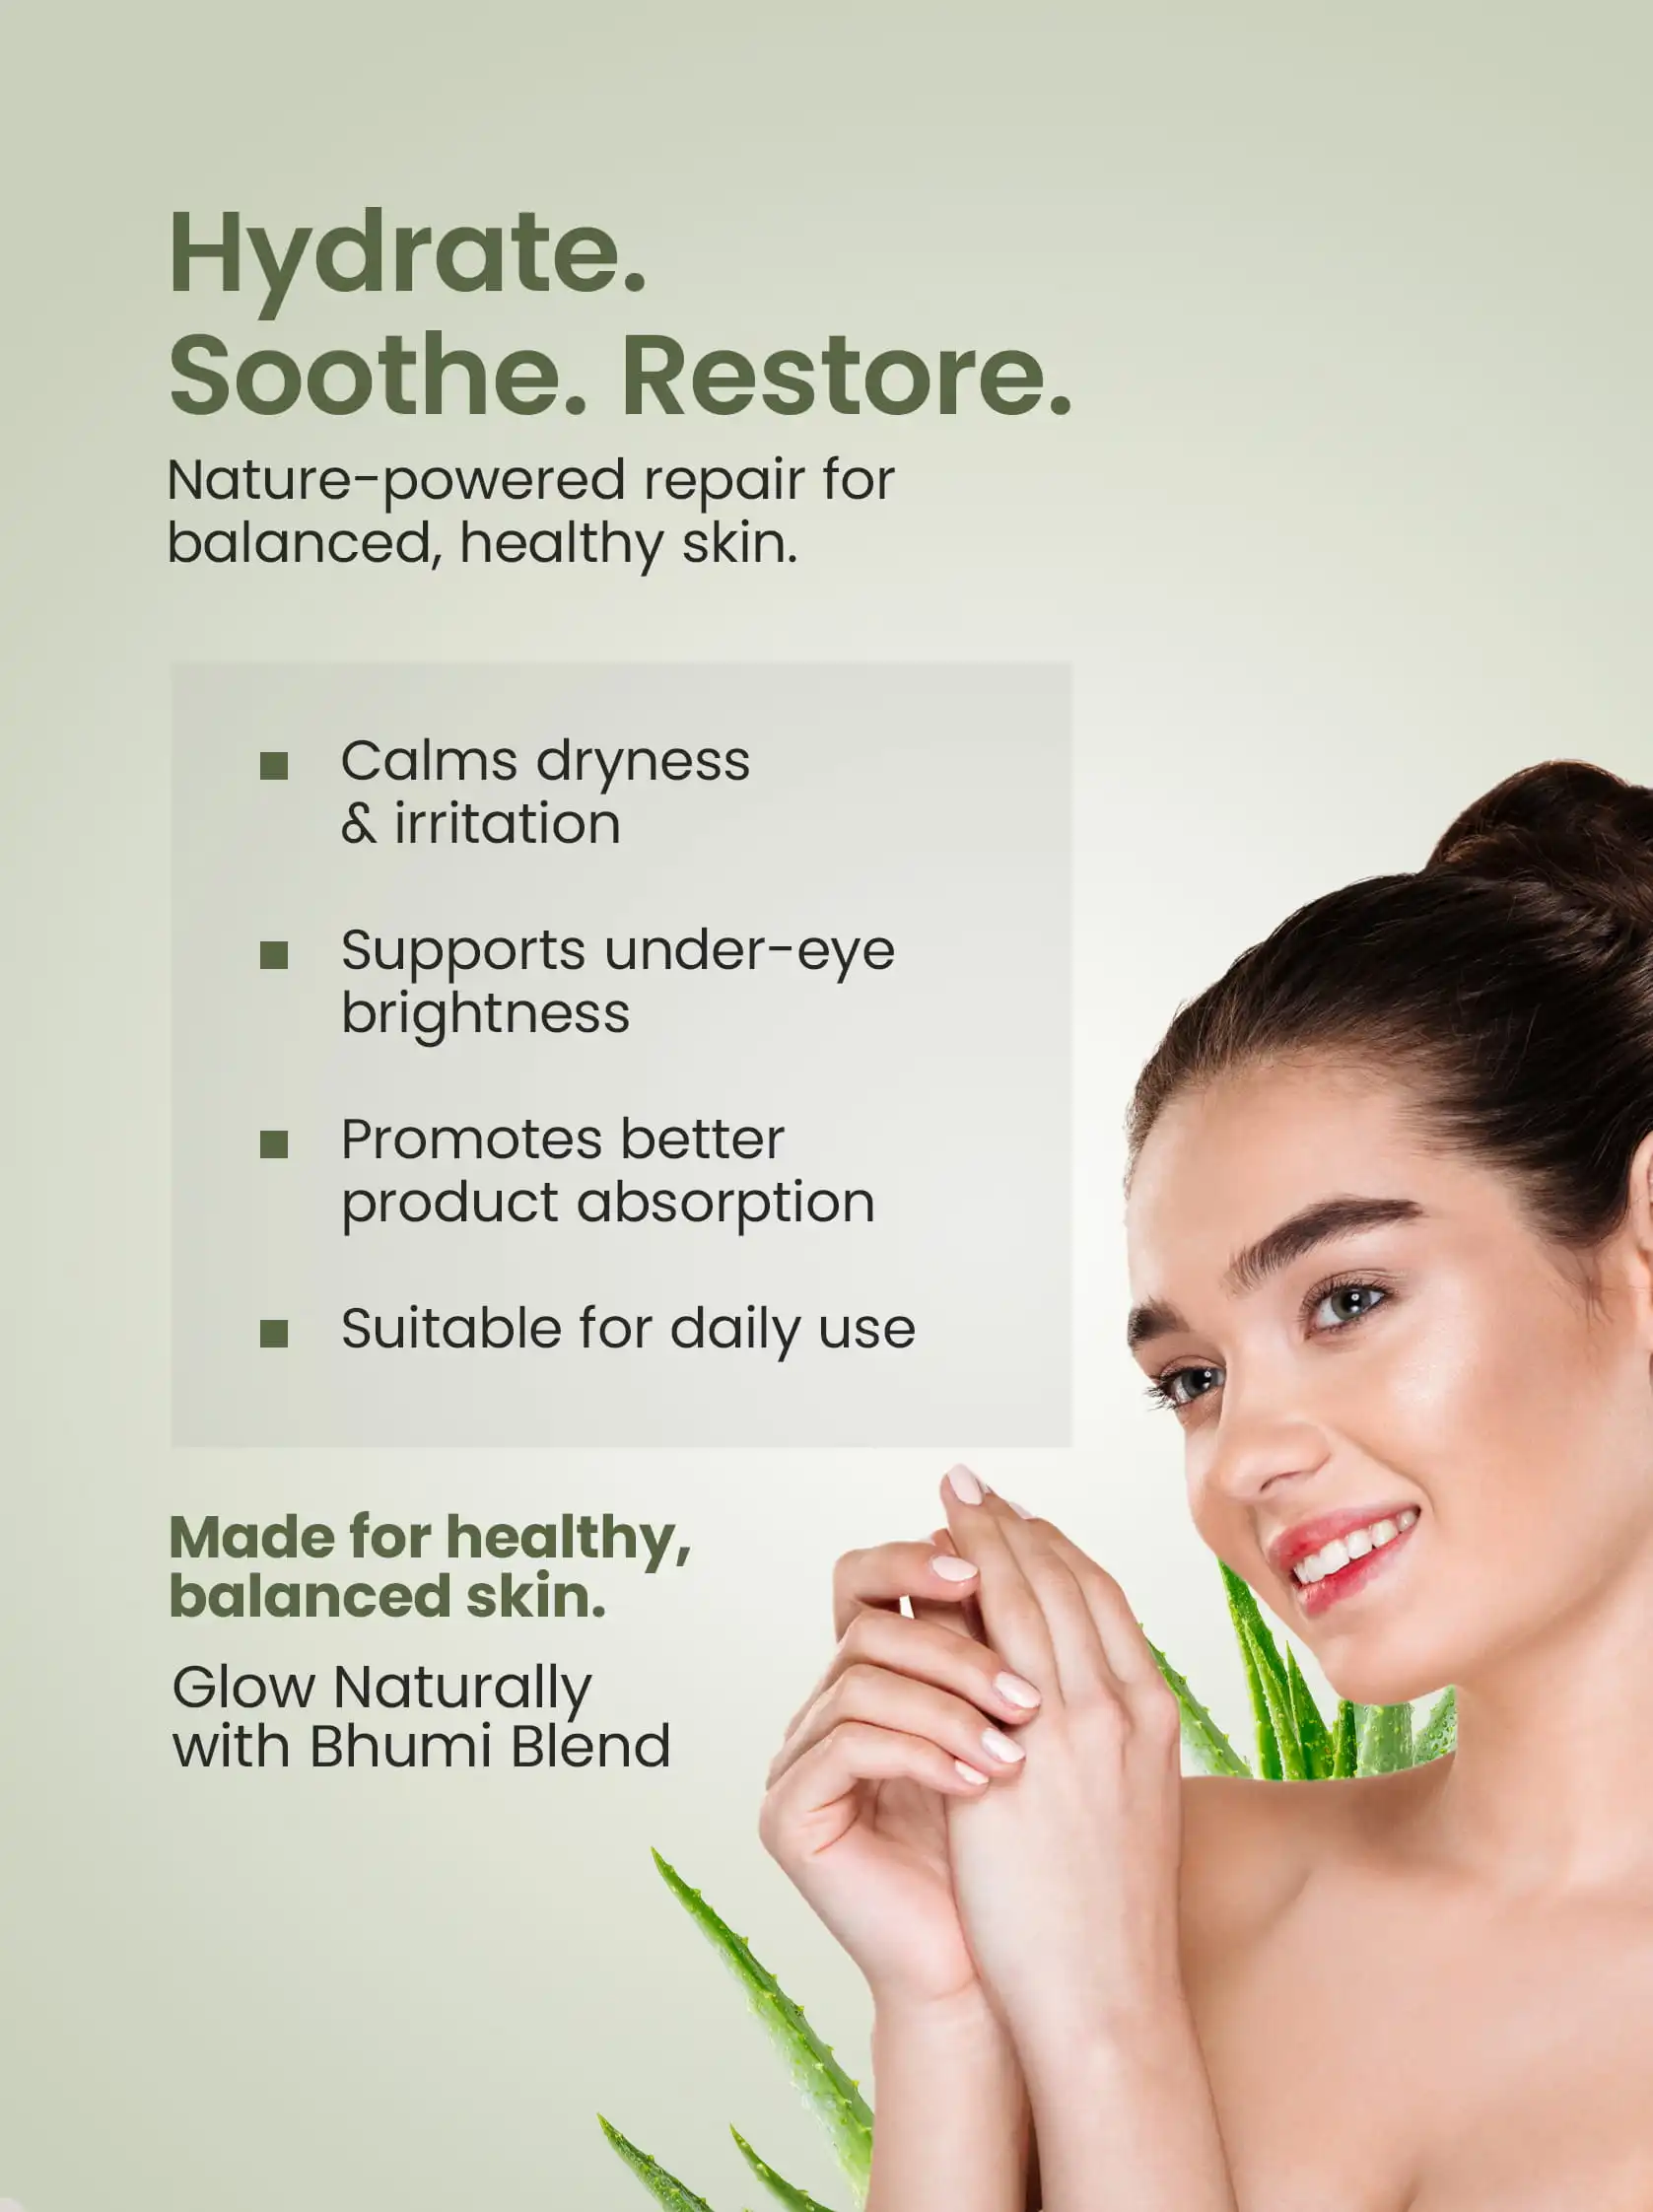 Hydrate.
Soothe. Restore.
Nature-powered repair for
balanced, healthy skin.
Calms dryness
& irritation
Supports under-eye
brightness
Promotes better
product absorption
Suitable for daily use
Made for healthy,
balanced skin.
Glow Naturally
with Bhumi Blend